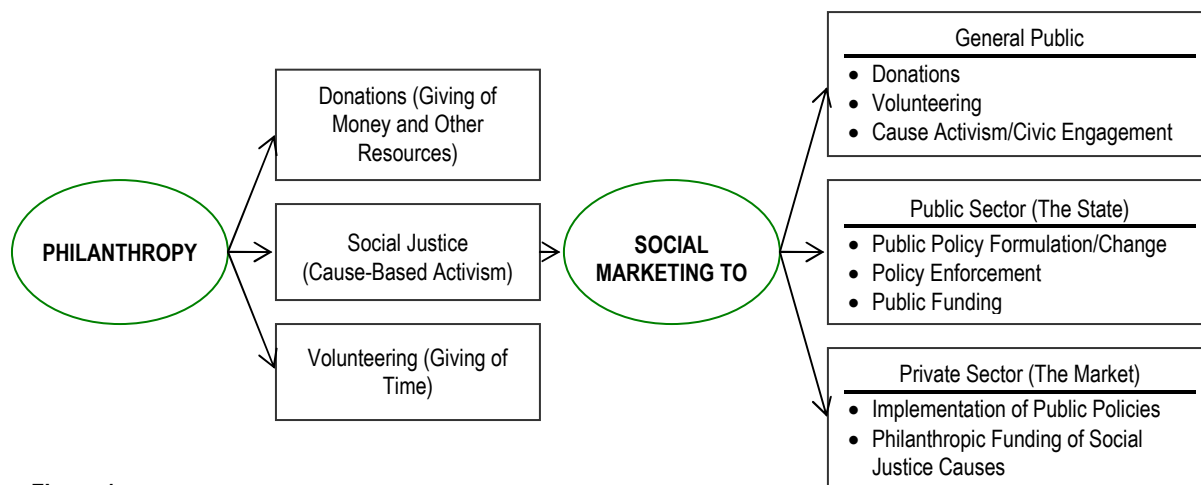 PHILANTHROPY
Donations (Giving of
Money and Other
Resources)
Social Justice
(Cause-Based Activism)
Volunteering (Giving of
Time)
SOCIAL
MARKETING TO
General Public
• Donations
• Volunteering
• Cause Activism/Civic Engagement
Public Sector (The State)
• Public Policy Formulation/Change
• Policy Enforcement
• Public Funding
Private Sector (The Market)
• Implementation of Public Policies
• Philanthropic Funding of Social
Justice Causes